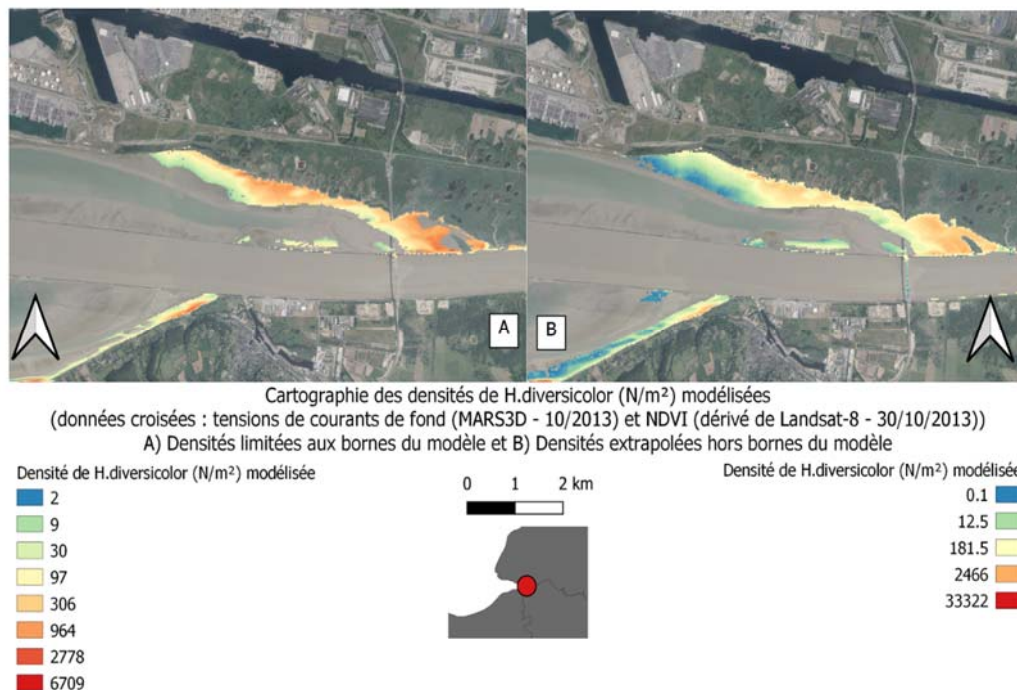 A
B
Cartographie des densités de H.diversicolor (N/m²) modélisées
(données croisées : tensions de courants de fond (MARS3D - 10/2013) et NDVI (dérivé de Landsat-8 - 30/10/2013))
A) Densités limitées aux bornes du modèle et B) Densités extrapolées hors bornes du modèle
Densité de H.diversicolor (N/m²) modélisée
2
9
30
97
306
964
2778
6709
0 1 2 km
Densité de H.diversicolor (N/m²) modélisée
0.1
12.5
181.5
2466
33322